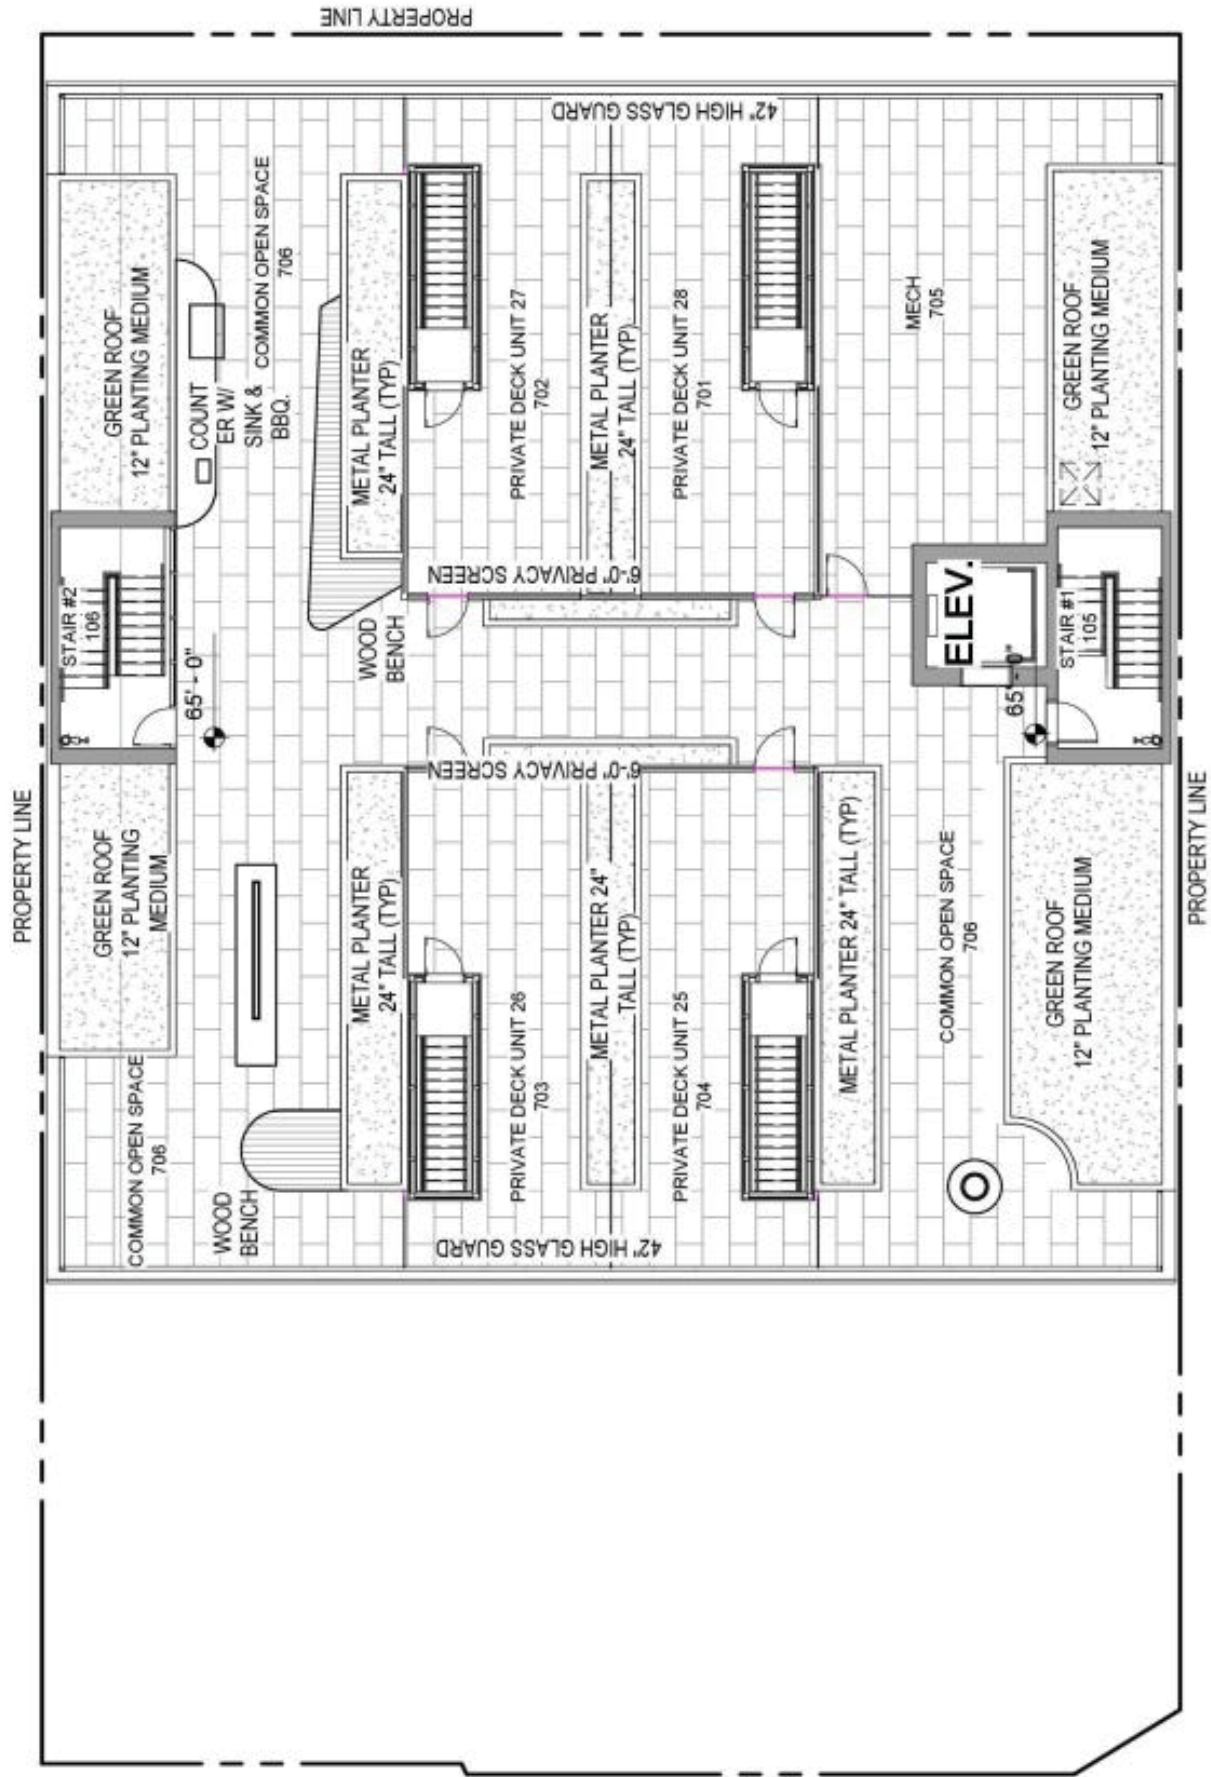 PROPERTY LINE
42" HIGH GLASS GUARD
GREEN ROOF
12" PLANTING MEDIUM
COUNT
ER W/
SINK &
BBQ.
COMMON OPEN SPACE
706
METAL PLANTER
24" TALL (TYP)
PRIVATE DECK UNIT 27
702
METAL PLANTER
24" TALL (TYP)
PRIVATE DECK UNIT 28
701
MECH
705
GREEN ROOF
12" PLANTING MEDIUM
6'-0" PRIVACY SCREEN
STAIR #2
106
65' - 0"
WOOD
BENCH
ELEV.
STAIR #1
105
65' - 0"
PROPERTY LINE
6'-0" PRIVACY SCREEN
PROPERTY LINE
GREEN ROOF
12" PLANTING
MEDIUM
METAL PLANTER
24" TALL (TYP)
METAL PLANTER 24"
TALL (TYP)
METAL PLANTER 24" TALL (TYP)
COMMON OPEN SPACE
706
GREEN ROOF
12" PLANTING MEDIUM
COMMON OPEN SPACE
706
PRIVATE DECK UNIT 26
703
PRIVATE DECK UNIT 25
704
WOOD
BENCH
42" HIGH GLASS GUARD